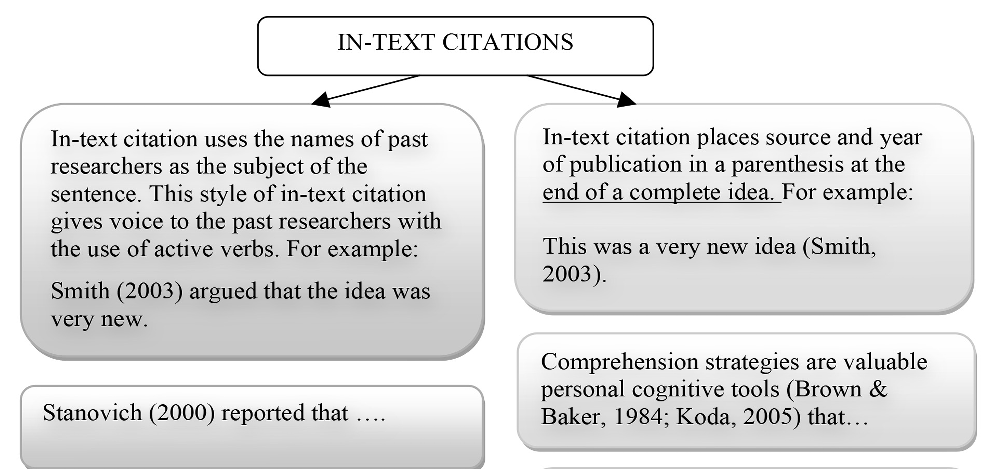 IN-TEXT CITATIONS
In-text citation uses the names of past
researchers as the subject of the
sentence. This style of in-text citation
gives voice to the past researchers with
the use of active verbs. For example:
Smith (2003) argued that the idea was
very new.
Stanovich (2000) reported that ….
In-text citation places source and year
of publication in a parenthesis at the
end of a complete idea. For example:
This was a very new idea (Smith,
2003).
Comprehension strategies are valuable
personal cognitive tools (Brown &
Baker, 1984; Koda, 2005) that…